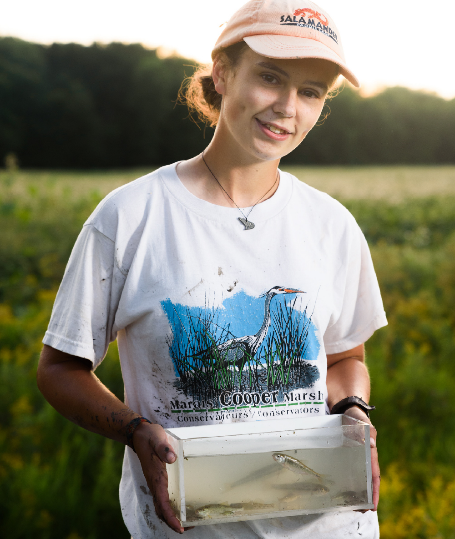 SALAMANDER
Marais Cooper Marsh
Conservateurs / Conservators